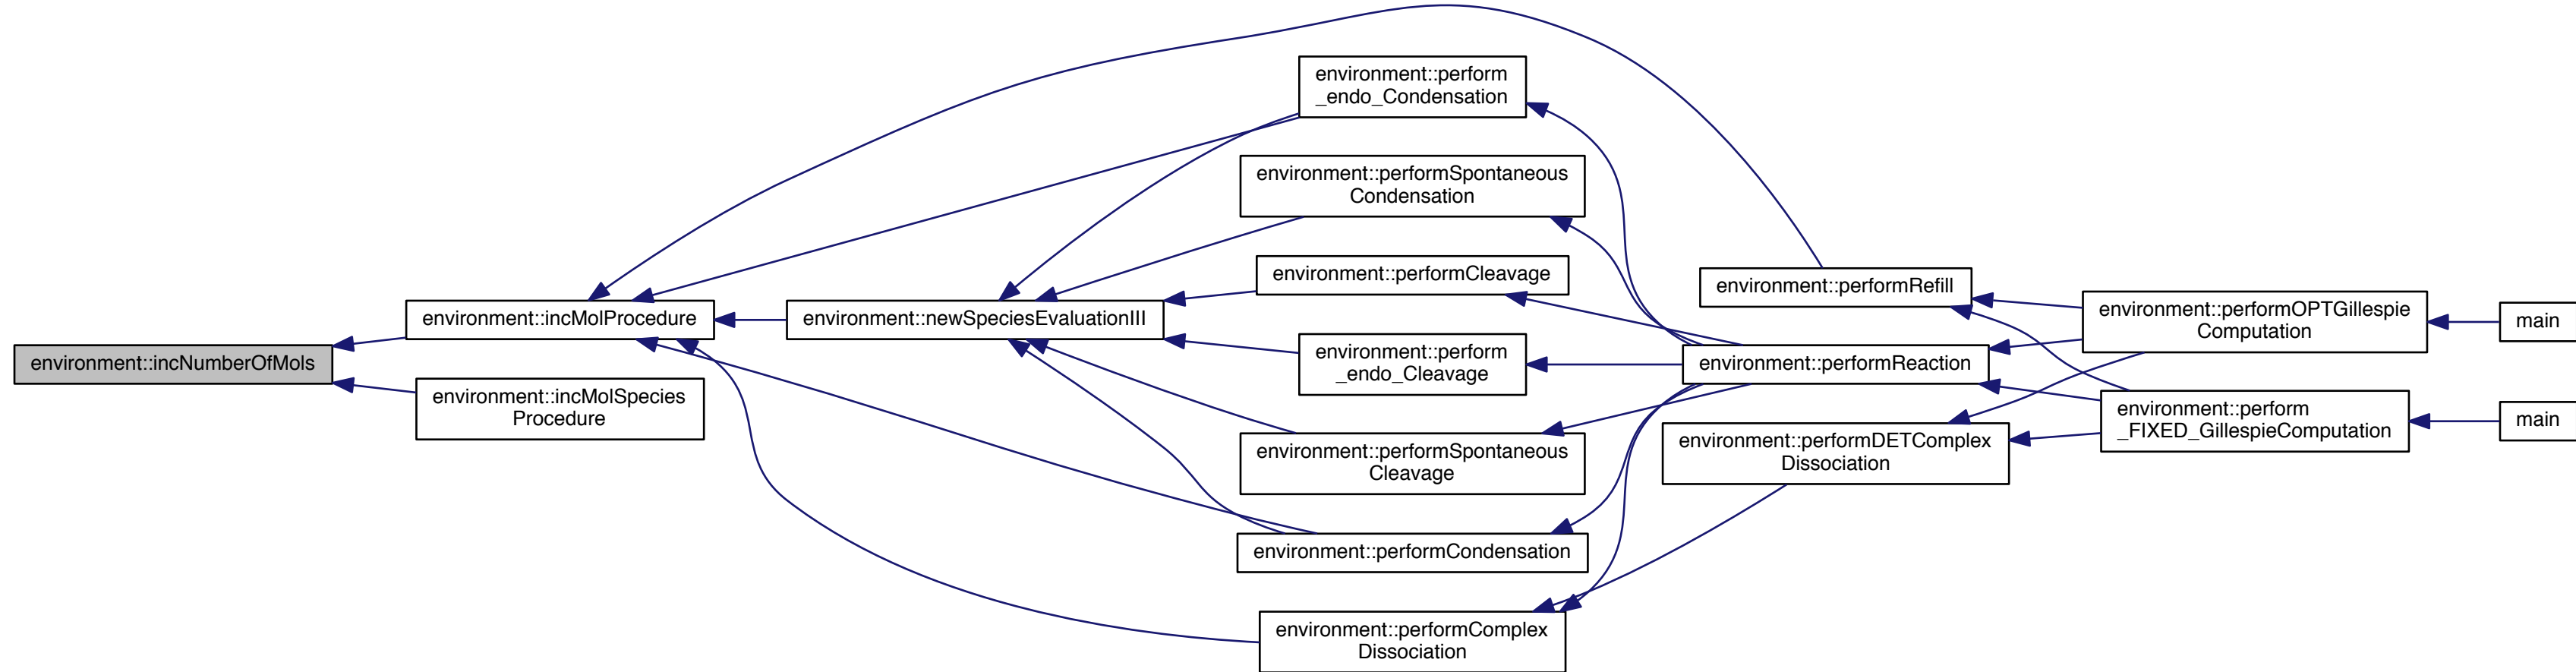 environment::incNumberOfMols
environment::incMolProcedure
environment::incMolSpecies
Procedure
environment::newSpeciesEvaluationIII
environment::perform
_endo_Condensation
environment::performSpontaneous
Condensation
environment::performCleavage
environment::perform
_endo_Cleavage
environment::performSpontaneous
Cleavage
environment::performCondensation
environment::performComplex
Dissociation
environment::performRefill
environment::performReaction
environment::performDETComplex
Dissociation
environment::performOPTGillespie
Computation
environment::perform
_FIXED_GillespieComputation
main
main